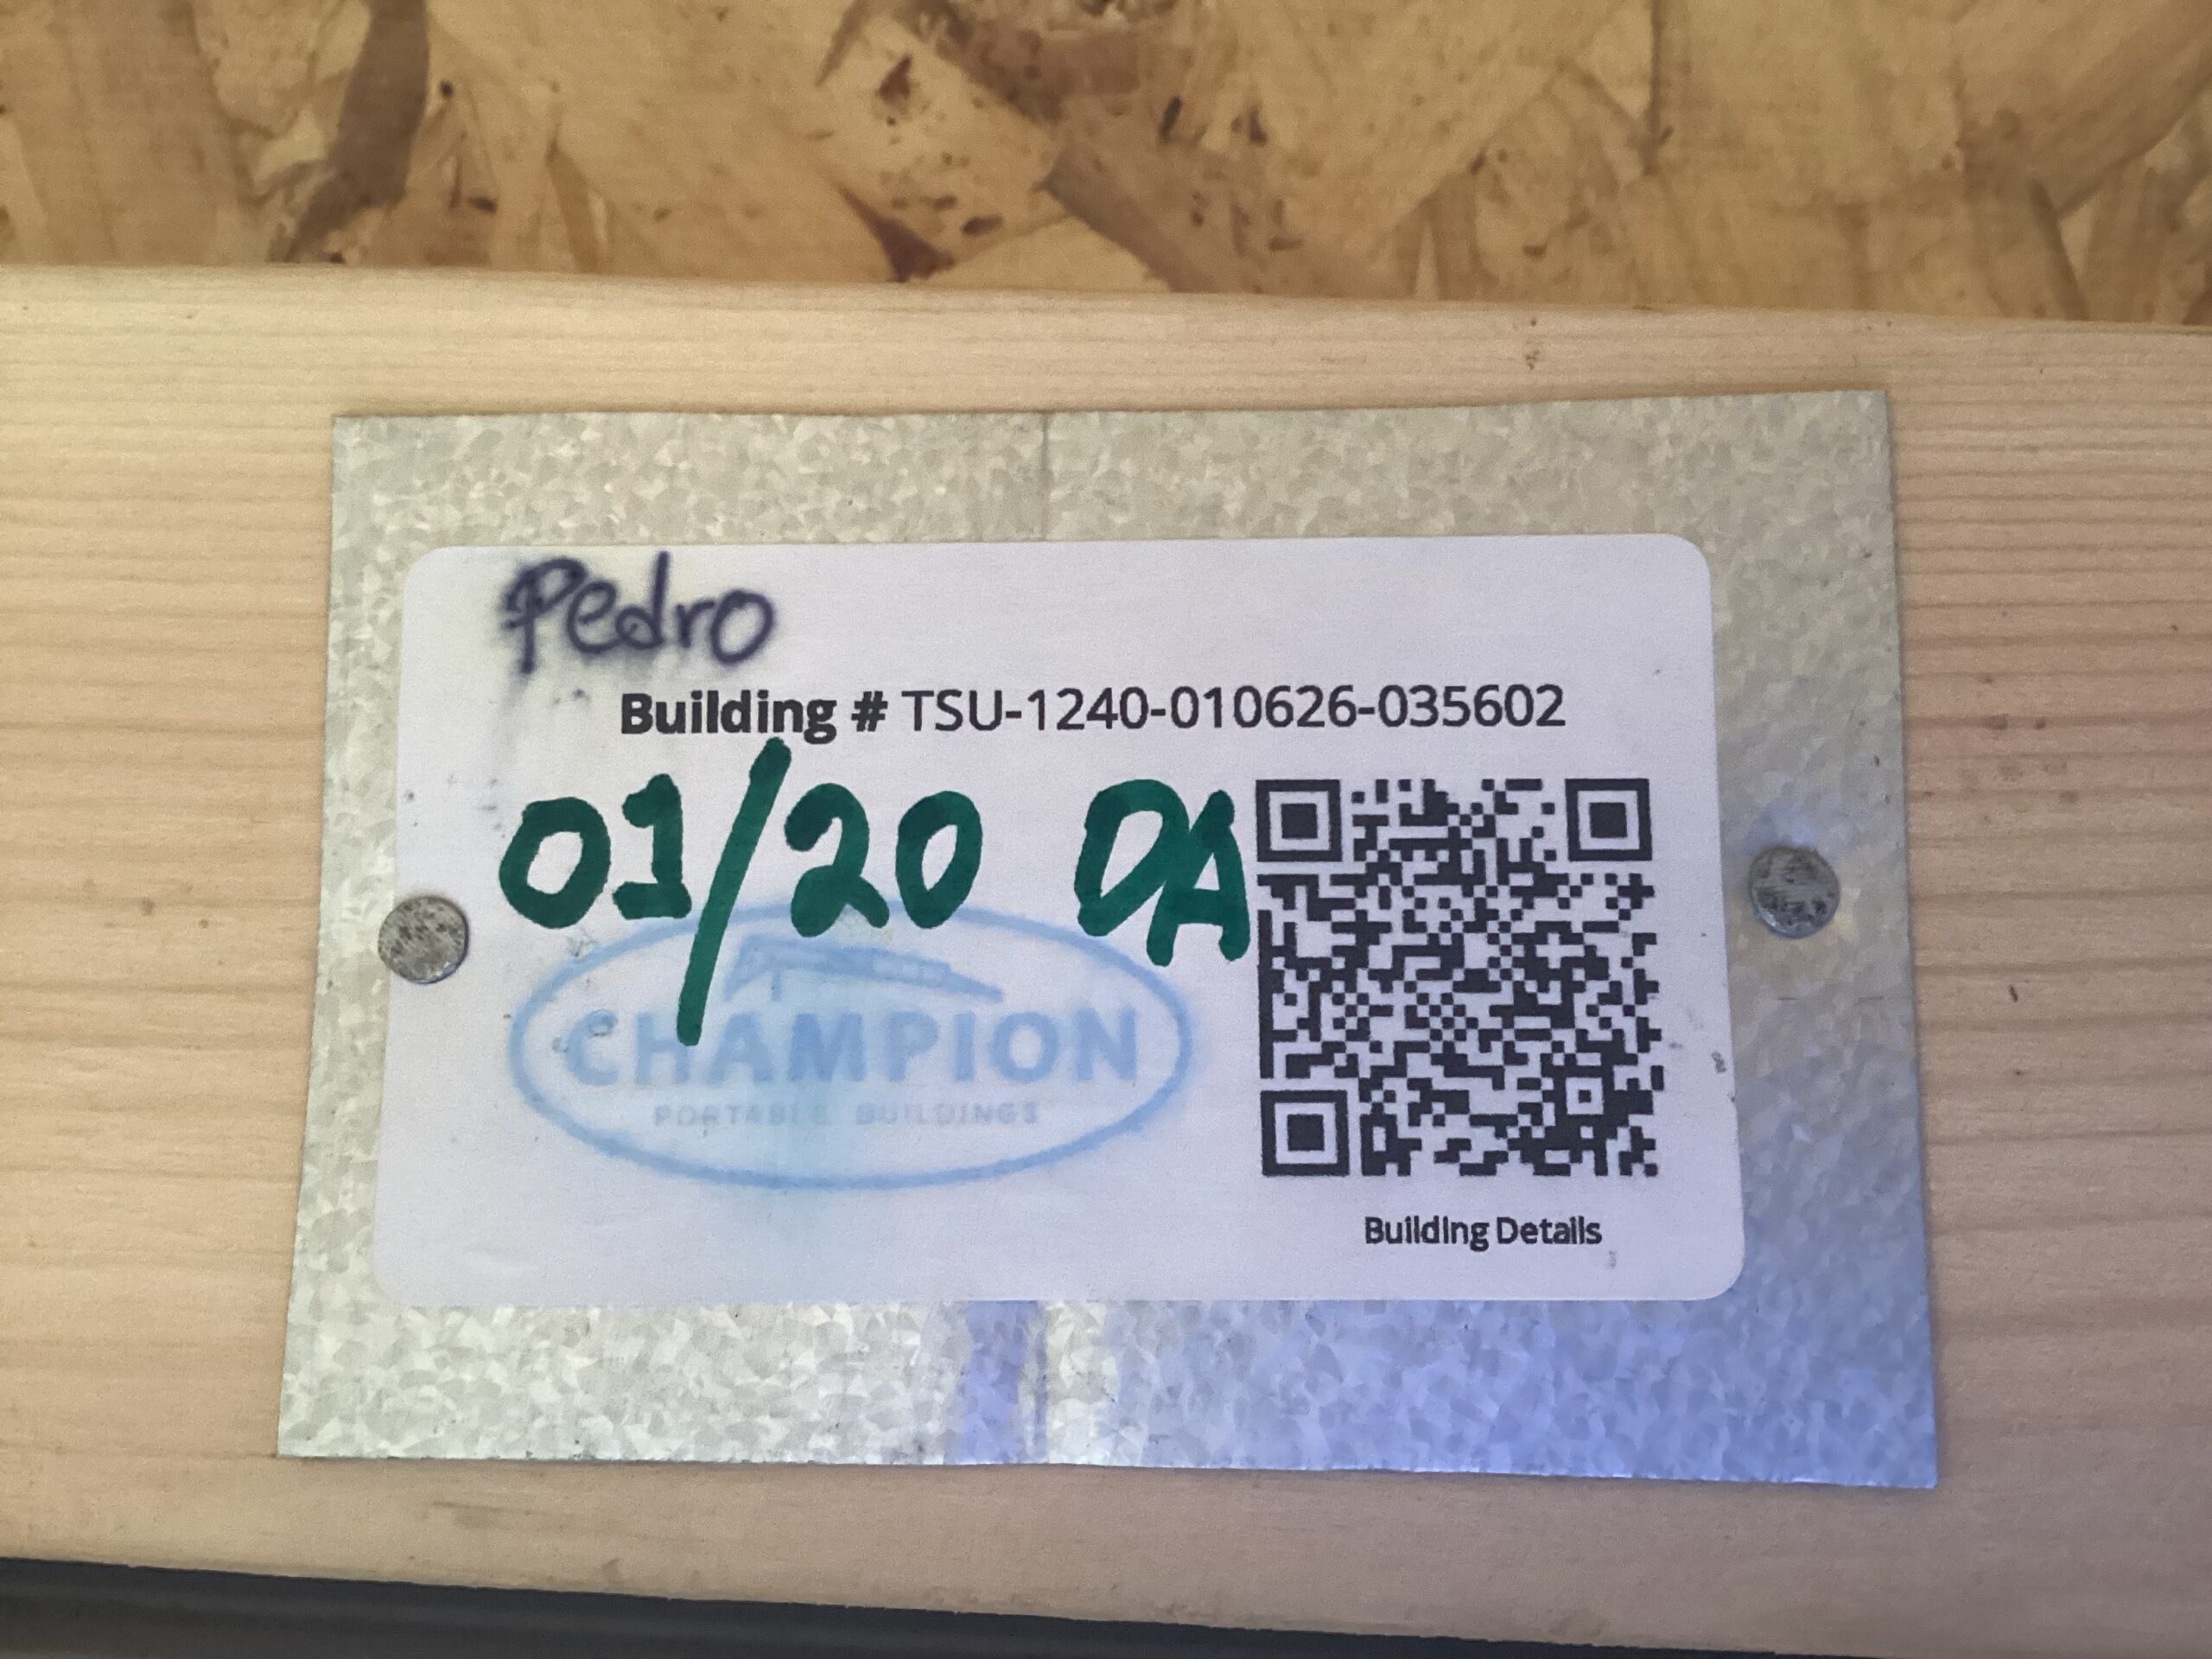 Pedro
Building # TSU-1240-010626-035602
01/20 DA
CHAMPION
PORTABLE BUILDINGS
Building Details